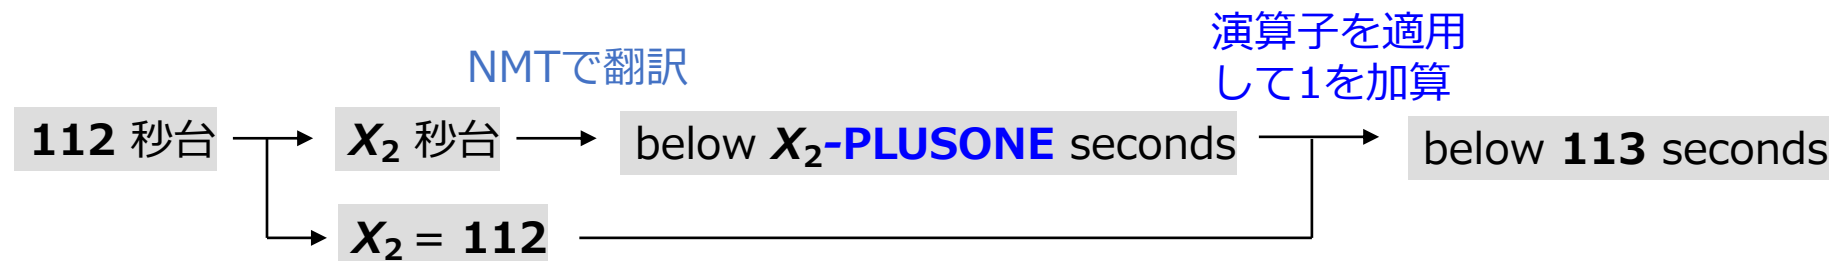 演算子を適用
して1を加算
NMTで翻訳
112 秒台
X₂ 秒台
below X₂-PLUSONE seconds
below 113 seconds
X₂ = 112